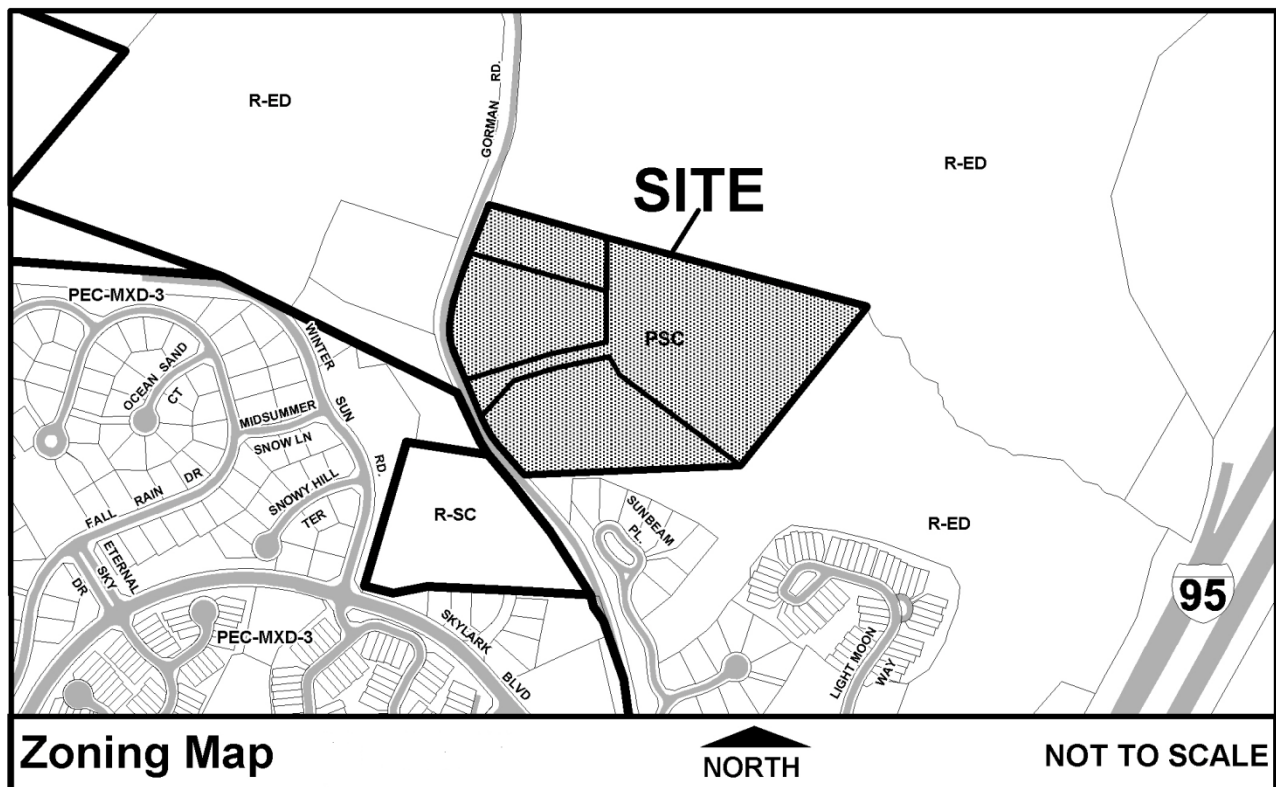 R-ED
GORMAN RD.
R-ED
SITE
PEC-MXD-3
WINTER
SUN
RD.
OCEAN SAND
CT
PSC
MIDSUMMER
SNOW LN
SNOWY HILL
TER
FALL RAIN DR
R-SC
SUNBEAM
PL.
R-ED
ETERNAL
SKY
DR
95
SKYLARK
BLVD
PEC-MXD-3
LIGHT MOON
WAY
Zoning Map
NORTH
NOT TO SCALE